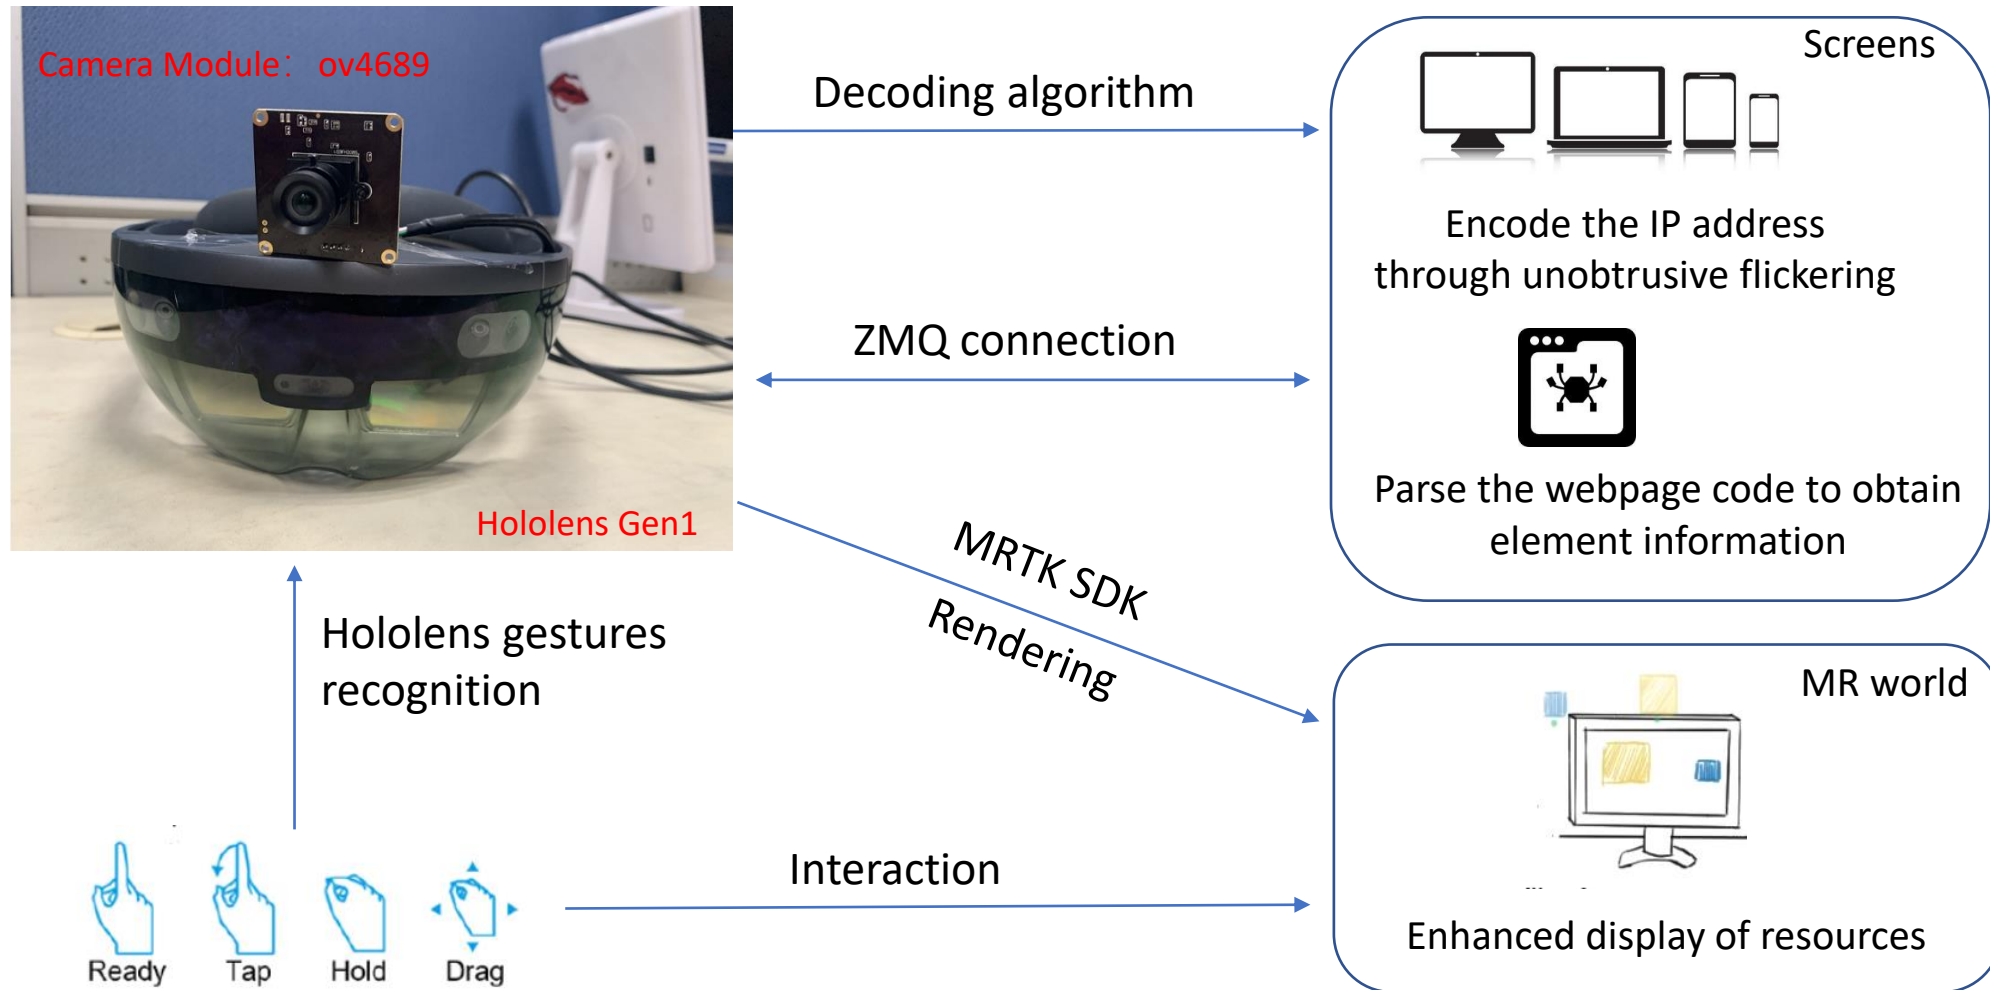 Camera Module： ov4689
Hololens Gen1
Decoding algorithm
ZMQ connection
MRTK SDK
Rendering
Hololens gestures
recognition
Interaction
Ready
Tap
Hold
Drag
Screens
Encode the IP address
through unobtrusive flickering
Parse the webpage code to obtain
element information
MR world
Enhanced display of resources